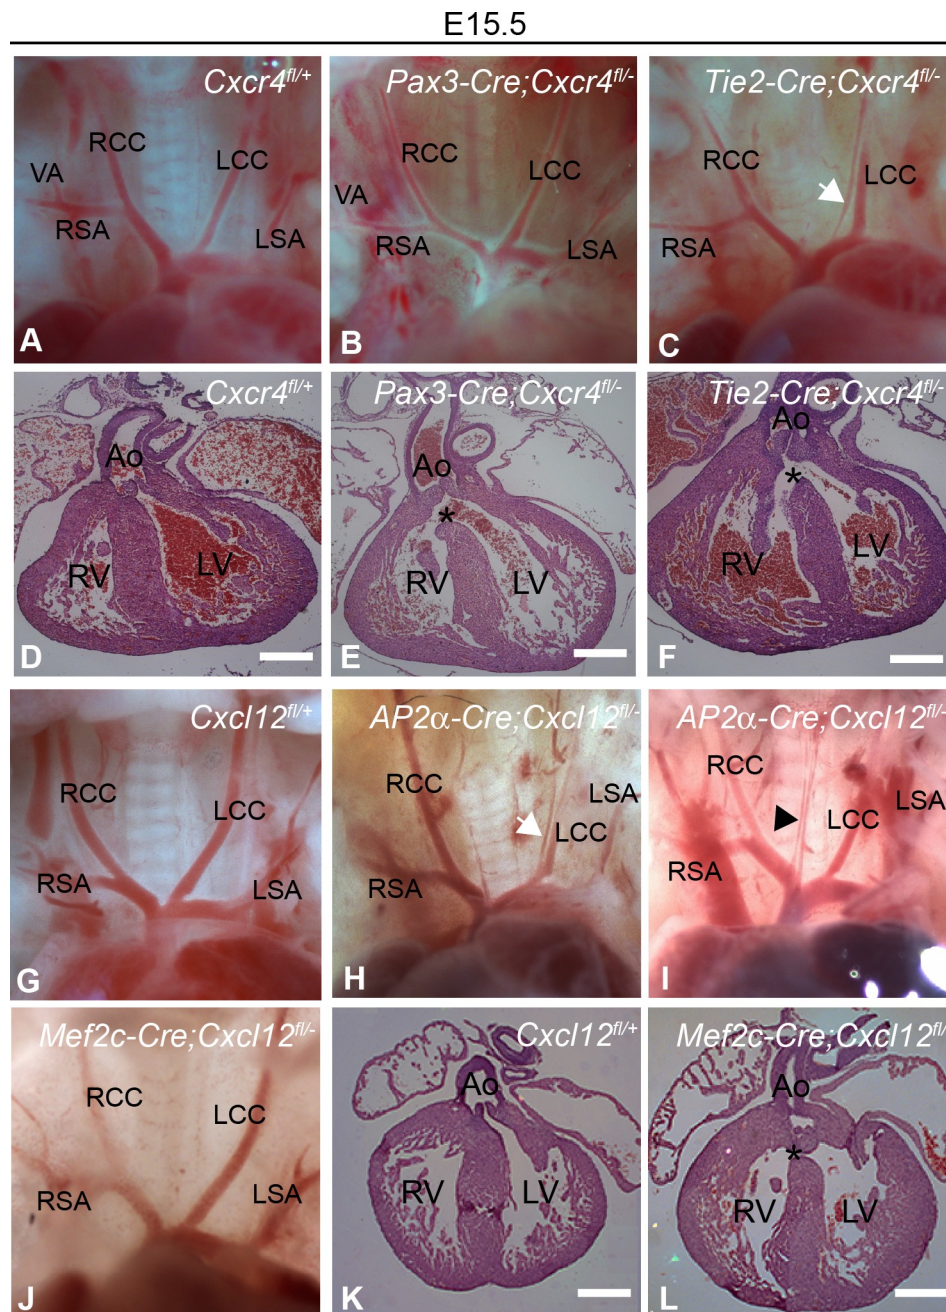 E15.5
Cxcr4fl/+
RCC
LCC
VA
RSA
LSA
A
Pax3-Cre;Cxcr4fl/-
RCC
LCC
VA
RSA
LSA
B
Tie2-Cre;Cxcr4fl/-
RCC
LCC
RSA
C
Cxcr4fl/+
Ao
RV
LV
D
Pax3-Cre;Cxcr4fl/-
Ao
*
RV
LV
E
Tie2-Cre;Cxcr4fl/-
Ao
*
RV
LV
F
Cxcl12fl/+
RCC
LCC
RSA
LSA
G
AP2α-Cre;Cxcl12fl/-
RCC
LSA
LCC
RSA
H
AP2α-Cre;Cxcl12fl/-
RCC
LSA
LCC
RSA
I
Mef2c-Cre;Cxcl12fl/-
RCC
LCC
RSA
LSA
J
Cxcl12fl/+
Ao
RV
LV
K
Mef2c-Cre;Cxcl12fl/
Ao
*
RV
LV
L